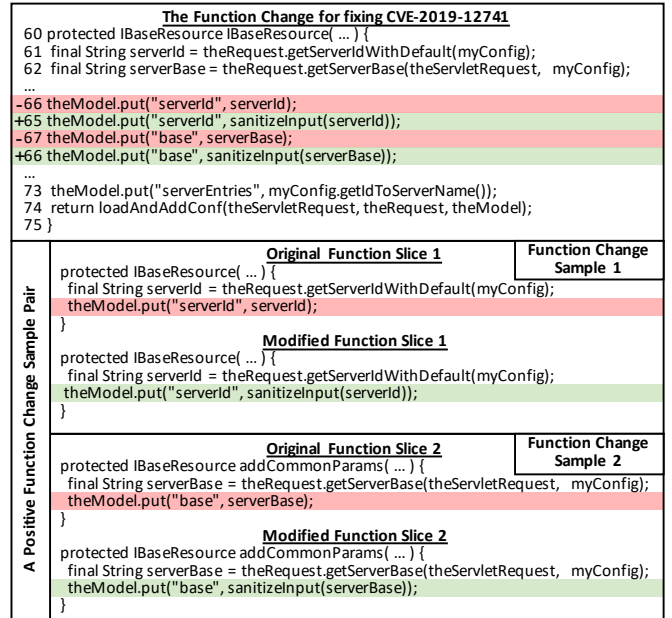 The Function Change for fixing CVE-2019-12741
60 protected IBaseResource IBaseResource( ... ) {
61 final String serverId = theRequest.getServerIdWithDefault(myConfig);
62 final String serverBase = theRequest.getServerBase(theServletRequest, myConfig);
...
-66 theModel.put("serverId", serverId);
+65 theModel.put("serverId", sanitizeInput(serverId));
-67 theModel.put("base", serverBase);
+66 theModel.put("base", sanitizeInput(serverBase));
...
73 theModel.put("serverEntries", myConfig.getIdToServerName());
74 return loadAndAddConf(theServletRequest, theRequest, theModel);
75 }
A Positive Function Change Sample Pair
Original Function Slice 1
Function Change
Sample 1
protected IBaseResource( ... ) {
final String serverId = theRequest.getServerIdWithDefault(myConfig);
theModel.put("serverId", serverId);
}
Modified Function Slice 1
protected IBaseResource( ... ) {
final String serverId = theRequest.getServerIdWithDefault(myConfig);
theModel.put("serverId", sanitizeInput(serverId));
}
Original Function Slice 2
Function Change
Sample 2
protected IBaseResource addCommonParams( ... ) {
final String serverBase = theRequest.getServerBase(theServletRequest, myConfig);
theModel.put("base", serverBase);
}
Modified Function Slice 2
protected IBaseResource addCommonParams( ... ) {
final String serverBase = theRequest.getServerBase(theServletRequest, myConfig);
theModel.put("base", sanitizeInput(serverBase));
}